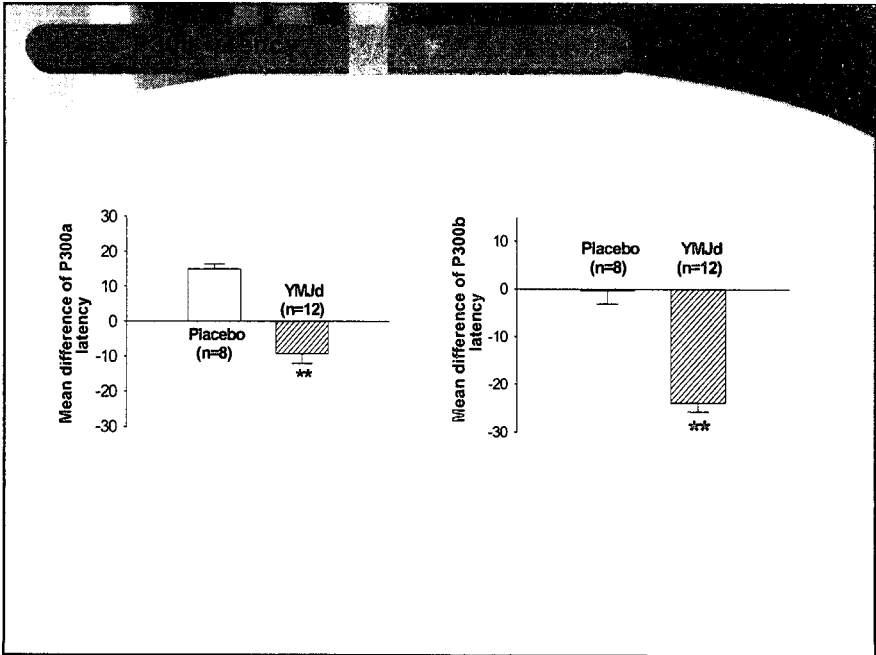 Mean difference of P300a
latency
30
20
10
0
-10
-20
-30
Placebo
(n=8)
YMJd
(n=12)
**
Mean difference of P300b
latency
10
0
-10
-20
-30
Placebo
(n=8)
YMJd
(n=12)
**